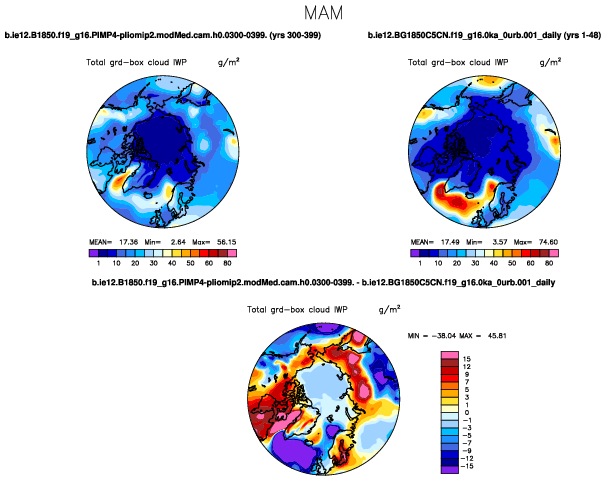 MAM
b.ie12.B1850.f19_g16.PIMP4-pliomip2.modMed.cam.h0.0300-0399. (yrs 300-399)
b.ie12.BG1850C5CN.f19_g16.0ka_0urb.001_daily (yrs 1-48)
Total grd-box cloud IWP g/m²
Total grd-box cloud IWP g/m²
MEAN= 17.36 Min= 2.64 Max= 56.15
MEAN= 17.49 Min= 3.57 Max= 74.60
1 10 20 30 40 50 60 80
1 10 20 30 40 50 60 80
b.ie12.B1850.f19_g16.PIMP4-pliomip2.modMed.cam.h0.0300-0399. - b.ie12.BG1850C5CN.f19_g16.0ka_0urb.001_daily
Total grd-box cloud IWP g/m²
MIN = -38.04 MAX = 45.81
15
12
9
7
5
3
1
0
-1
-3
-5
-7
-9
-12
-15